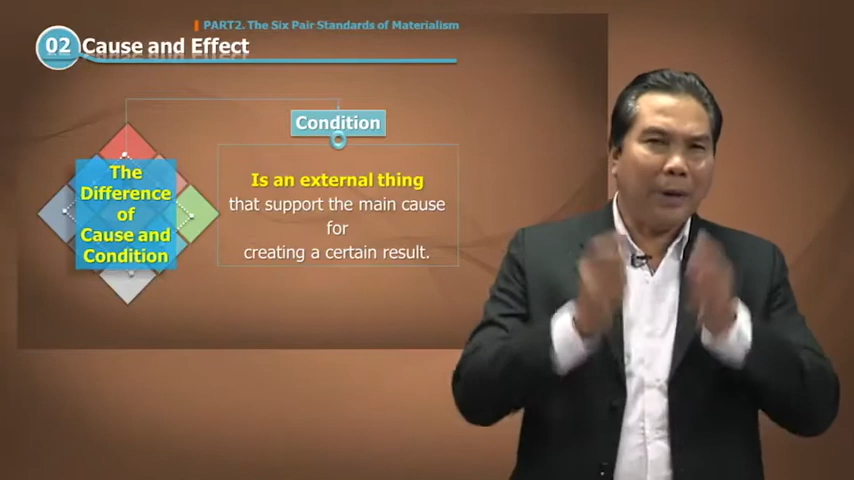 PART2. The Six Pair Standards of Materialism
02 Cause and Effect
The
Difference
of
Cause and
Condition
Condition
Is an external thing
that support the main cause
for
creating a certain result.